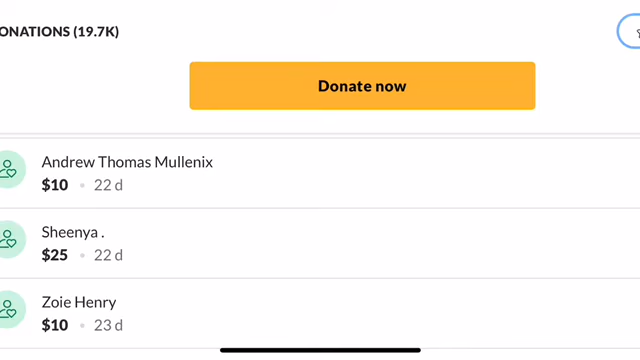 ONATIONS (19.7K)
Donate now
Andrew Thomas Mullenix
$10 • 22 d
Sheenya .
$25 • 22 d
Zoie Henry
$10 • 23 d